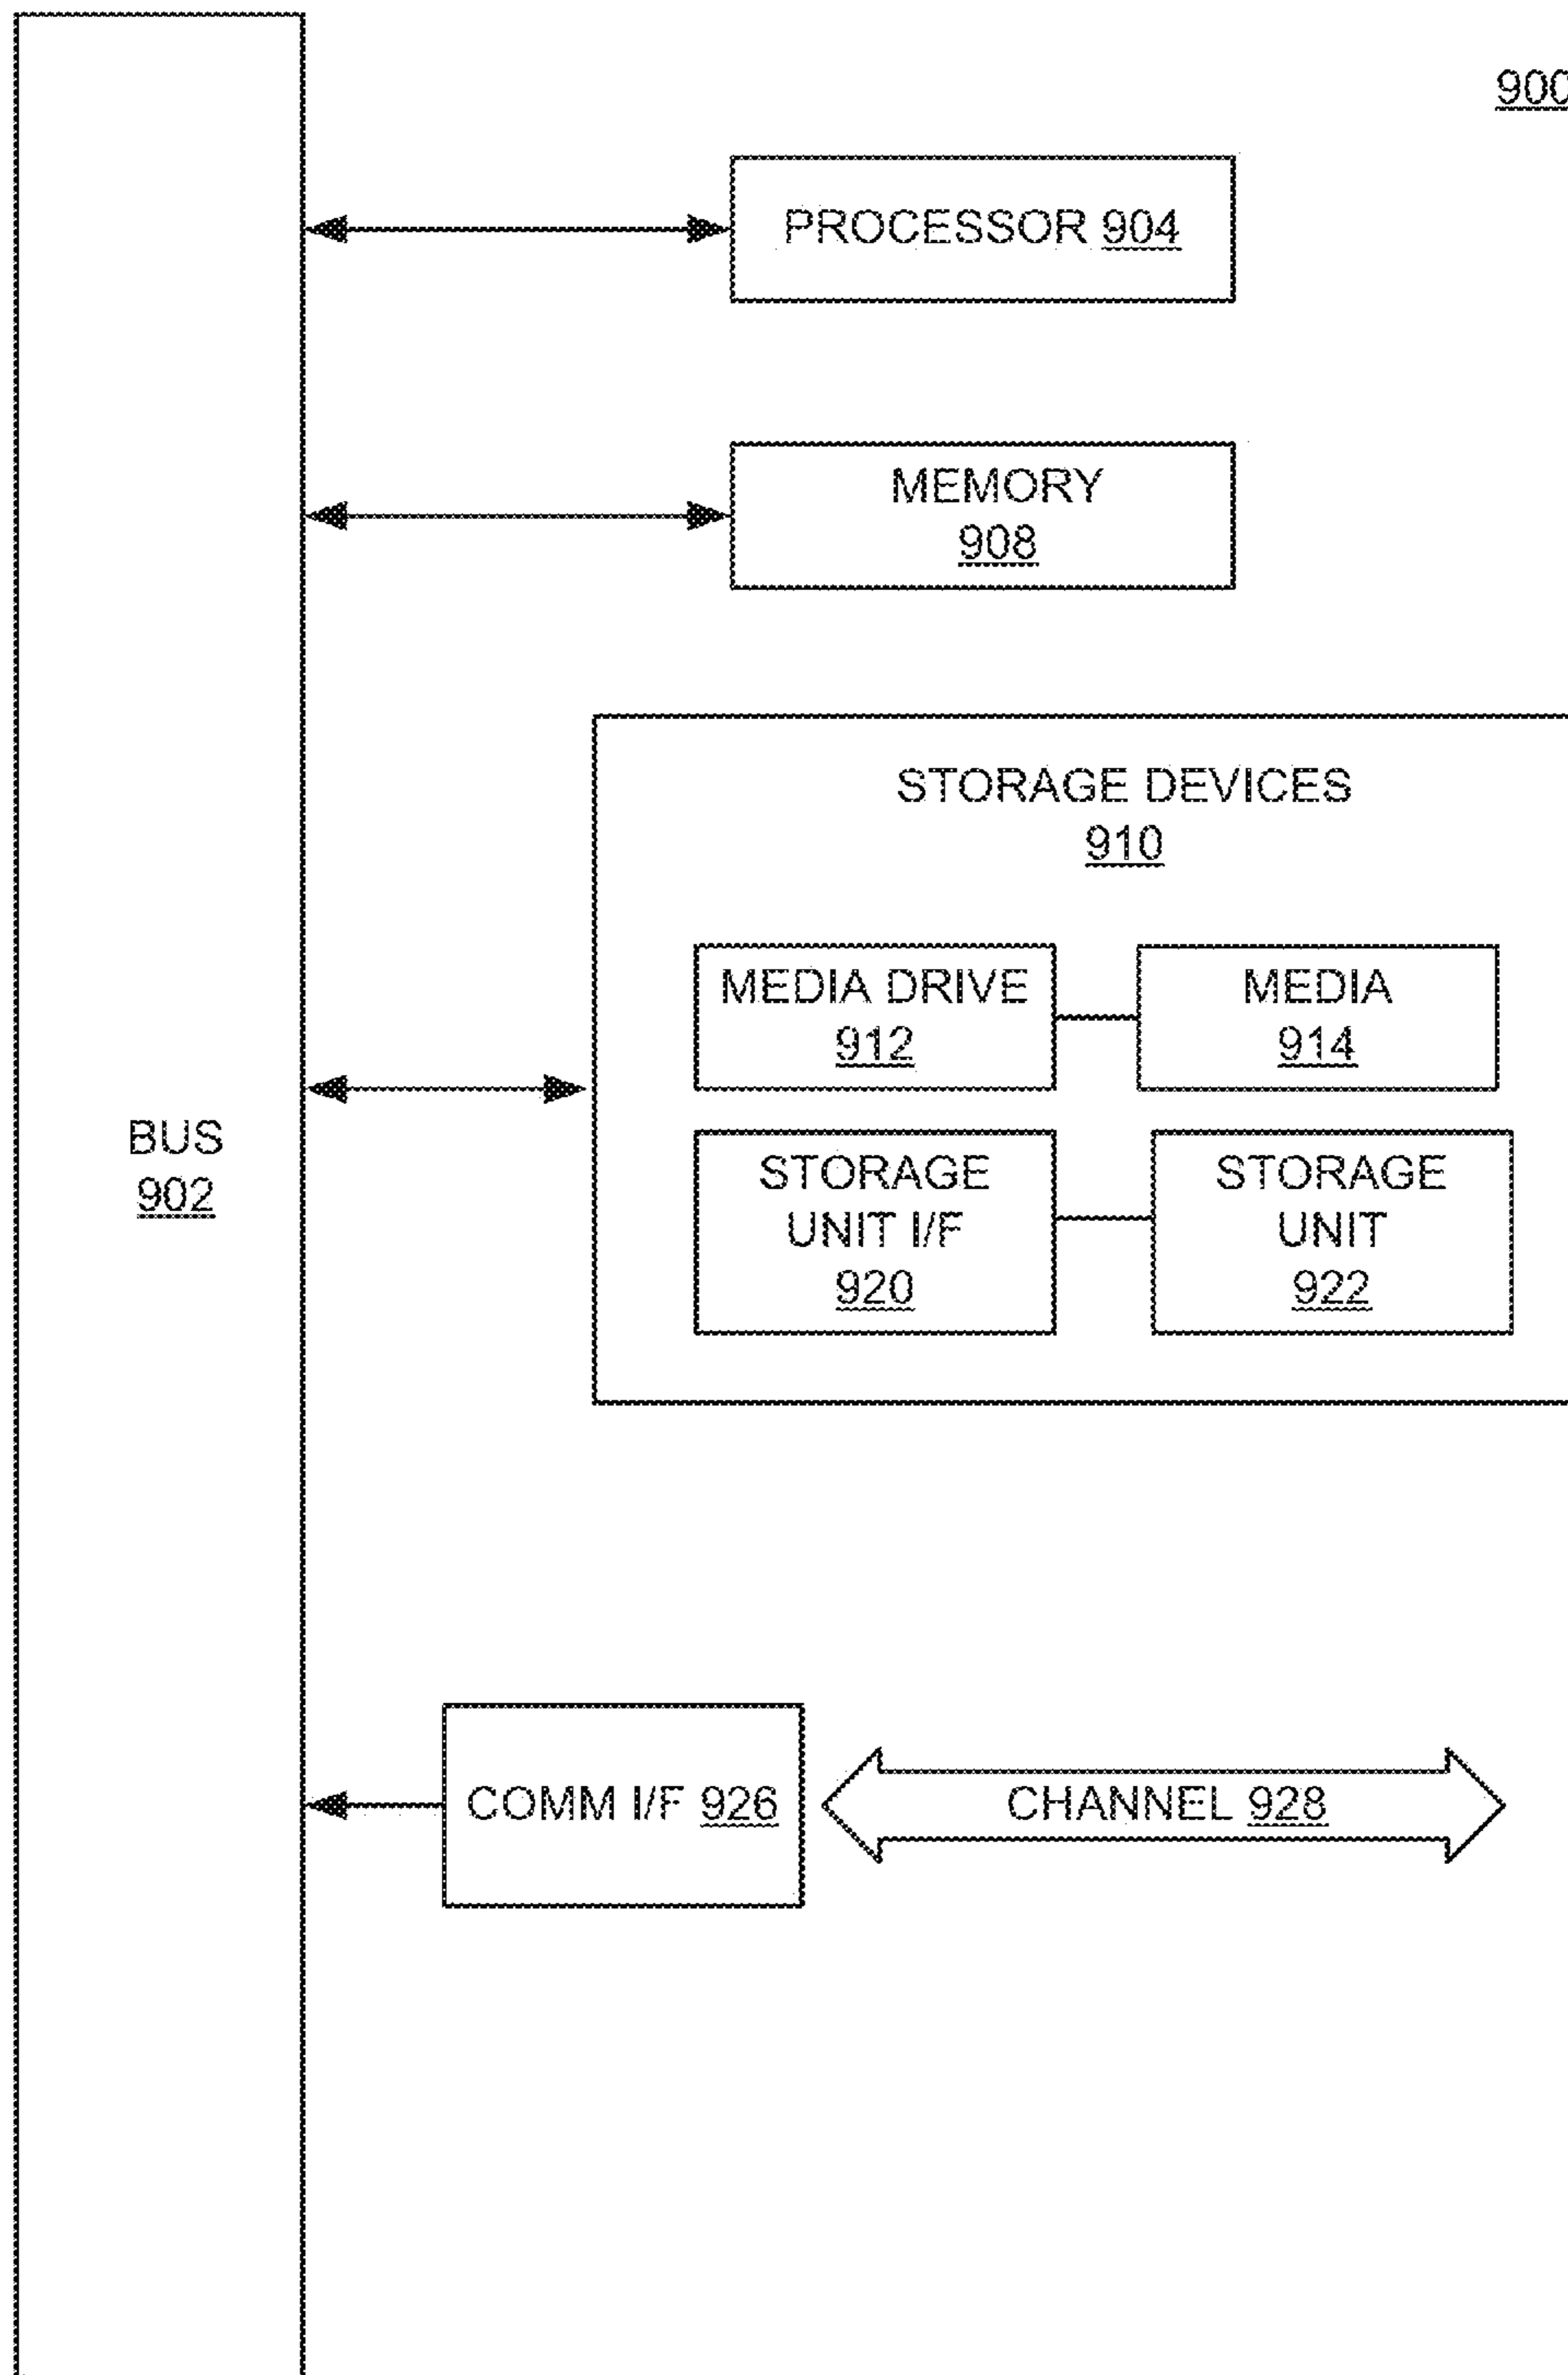 900
PROCESSOR 904
MEMORY
908
STORAGE DEVICES
910
MEDIA DRIVE
912
MEDIA
914
BUS
902
STORAGE
UNIT I/F
920
STORAGE
UNIT
922
COMM I/F 926
CHANNEL 928